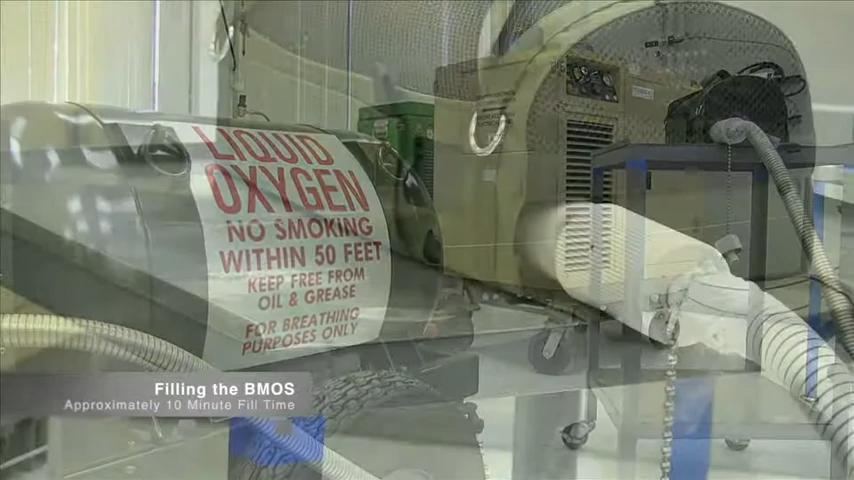 LIQUID
OXYGEN
NO SMOKING
WITHIN 50 FEET
KEEP FREE FROM
OIL & GREASE
FOR BREATHING
PURPOSES ONLY
Filling the BMOS
Approximately 10 Minute Fill Time